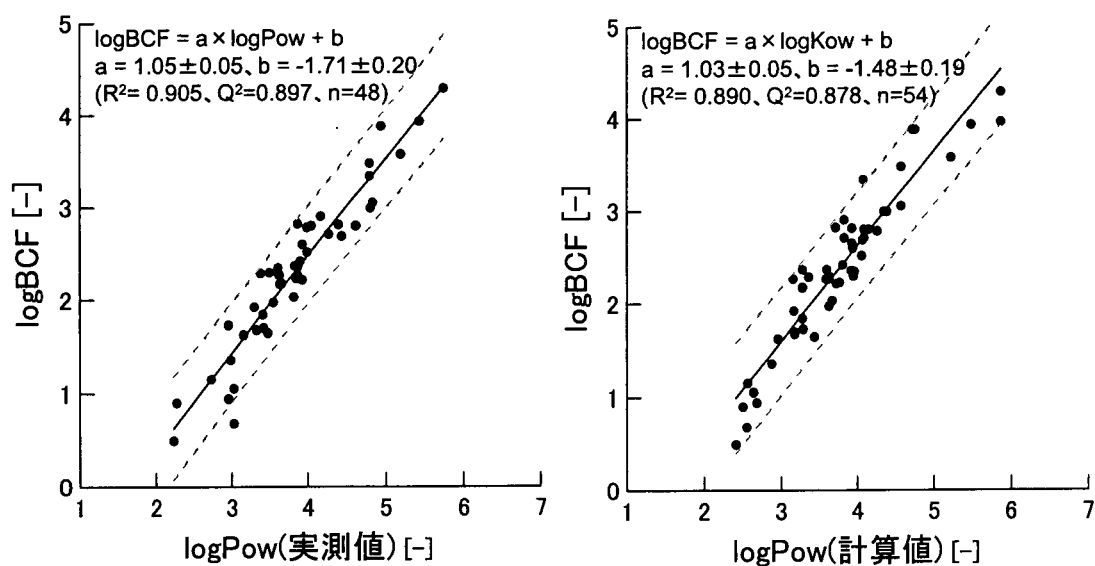 logBCF = a×logPow + b
a = 1.05±0.05、b = -1.71±0.20
(R²= 0.905、Q²=0.897、n=48)
logBCF [-]
5
4
3
2
1
0
1 2 3 4 5 6 7
logPow(実測値) [-]
logBCF = a×logKow + b
a = 1.03±0.05、b = -1.48±0.19
(R²= 0.890、Q²=0.878、n=54)
logBCF [-]
5
4
3
2
1
0
1 2 3 4 5 6 7
logPow(計算値) [-]